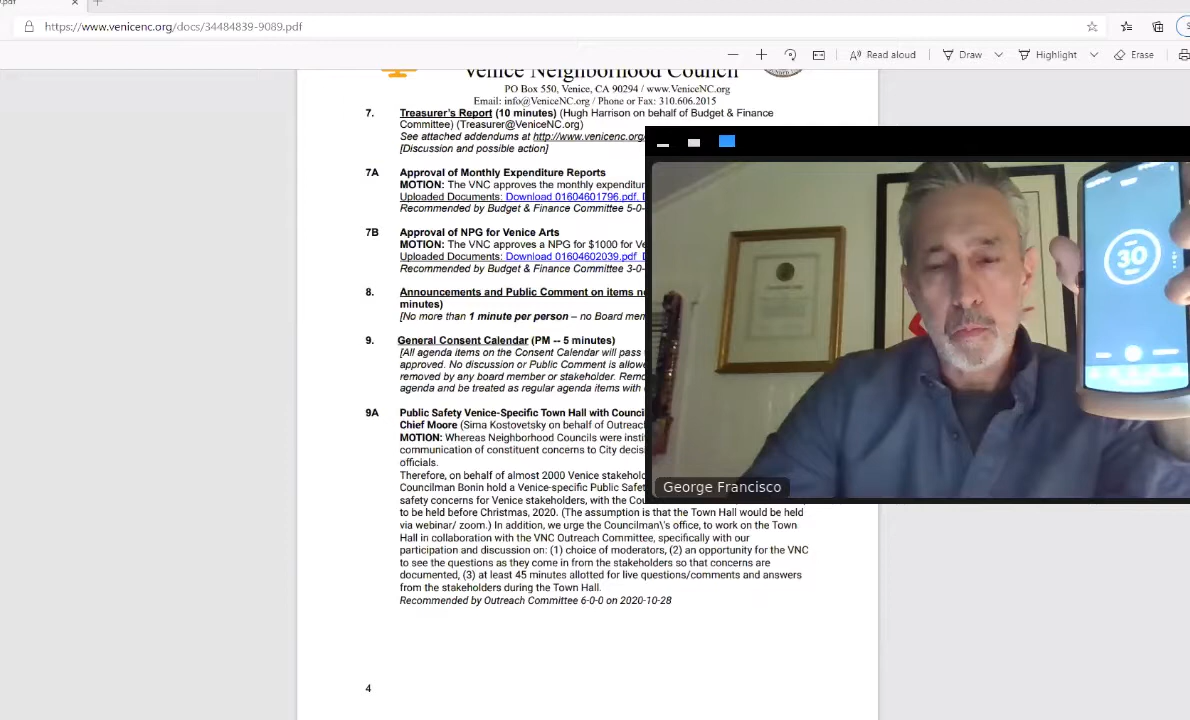 .pdf
https://www.venicenc.org/docs/34484839-9089.pdf
Read aloud
Draw
Highlight
Erase
Venice Neighborhood Council
PO Box 550, Venice, CA 90294 / www.VeniceNC.org
Email: info@VeniceNC.org / Phone or Fax: 310.606.2015
7. Treasurer's Report (10 minutes) (Hugh Harrison on behalf of Budget & Finance
Committee) (Treasurer@VeniceNC.org)
See attached addendums at http://www.venicenc.org/
[Discussion and possible action]
7A Approval of Monthly Expenditure Reports
MOTION: The VNC approves the monthly expenditur
Uploaded Documents: Download 01604601796.pdf, D
Recommended by Budget & Finance Committee 5-0-
7B Approval of NPG for Venice Arts
MOTION: The VNC approves a NPG for $1000 for Ve
Uploaded Documents: Download 01604602039.pdf D
Recommended by Budget & Finance Committee 3-0-
8. Announcements and Public Comment on items no
minutes)
[No more than 1 minute per person – no Board mem
9. General Consent Calendar (PM -- 5 minutes)
[All agenda items on the Consent Calendar will pass
approved. No discussion or Public Comment is allowe
removed by any board member or stakeholder. Remo
agenda and be treated as regular agenda items with
9A Public Safety Venice-Specific Town Hall with Counci
Chief Moore (Sima Kostovetsky on behalf of Outreach
MOTION: Whereas Neighborhood Councils were insti
communication of constituent concerns to City decis
officials.
Therefore, on behalf of almost 2000 Venice stakehol
Councilman Bonin hold a Venice-specific Public Safet
safety concerns for Venice stakeholders, with the Cou
to be held before Christmas, 2020. (The assumption is that the Town Hall would be held
via webinar/ zoom.) In addition, we urge the Councilman\'s office, to work on the Town
Hall in collaboration with the VNC Outreach Committee, specifically with our
participation and discussion on: (1) choice of moderators, (2) an opportunity for the VNC
to see the questions as they come in from the stakeholders so that concerns are
documented, (3) at least 45 minutes allotted for live questions/comments and answers
from the stakeholders during the Town Hall.
Recommended by Outreach Committee 6-0-0 on 2020-10-28
4
30
George Francisco